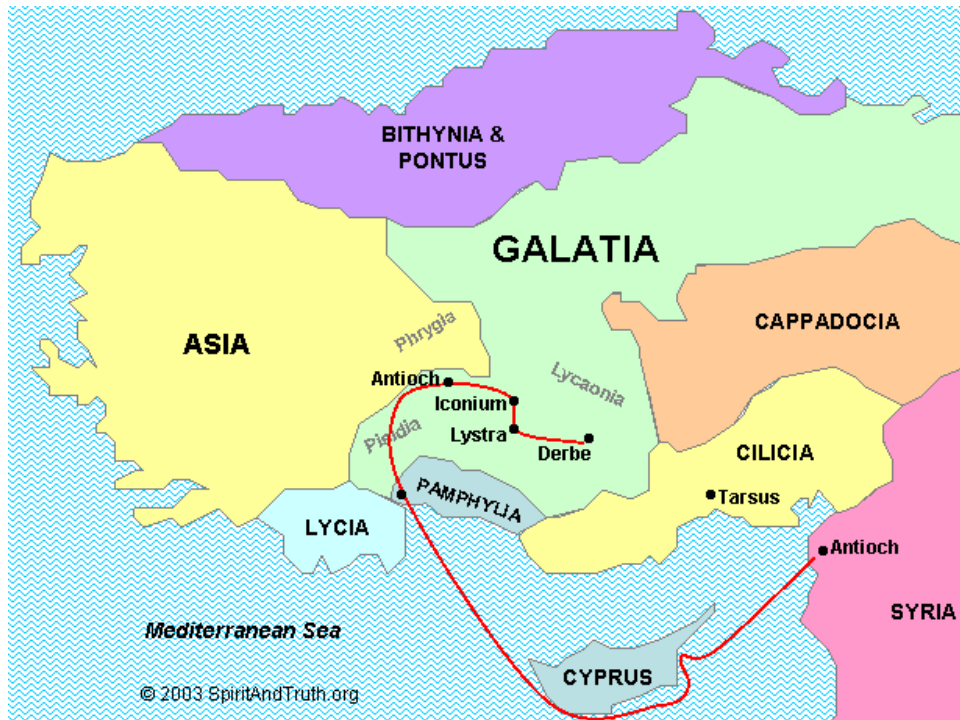 BITHYNIA &
PONTUS
GALATIA
CAPPADOCIA
Phrygia
ASIA
Lycaonia
Antioch
Iconium
Pisidia
Lystra
Derbe
CILICIA
PAMPHYLIA
Tarsus
LYCIA
Antioch
SYRIA
Mediterranean Sea
CYPRUS
© 2003 SpiritAndTruth.org